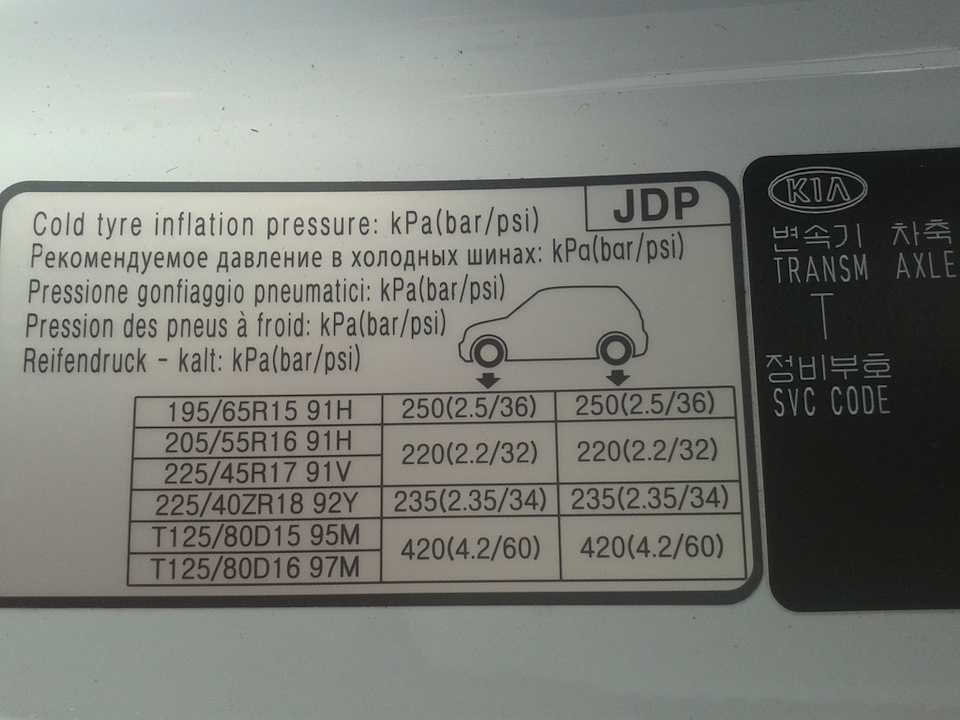 JDP
Cold tyre inflation pressure: kPa(bar/psi)
Рекомендуемое давление в холодных шинах: kPa(bar/psi)
Pressione gonfiaggio pneumatici: kPa(bar/psi)
Pression des pneus à froid: kPa(bar/psi)
Reifendruck - kalt: kPa(bar/psi)
195/65R15 91H 250(2.5/36) 250(2.5/36)
205/55R16 91H
225/45R17 91V
220(2.2/32) 220(2.2/32)
225/40ZR18 92Y 235(2.35/34) 235(2.35/34)
T125/80D15 95M
T125/80D16 97M
420(4.2/60) 420(4.2/60)
KIA
변속기 차축
TRANSM AXLE
T
정비부호
SVC CODE